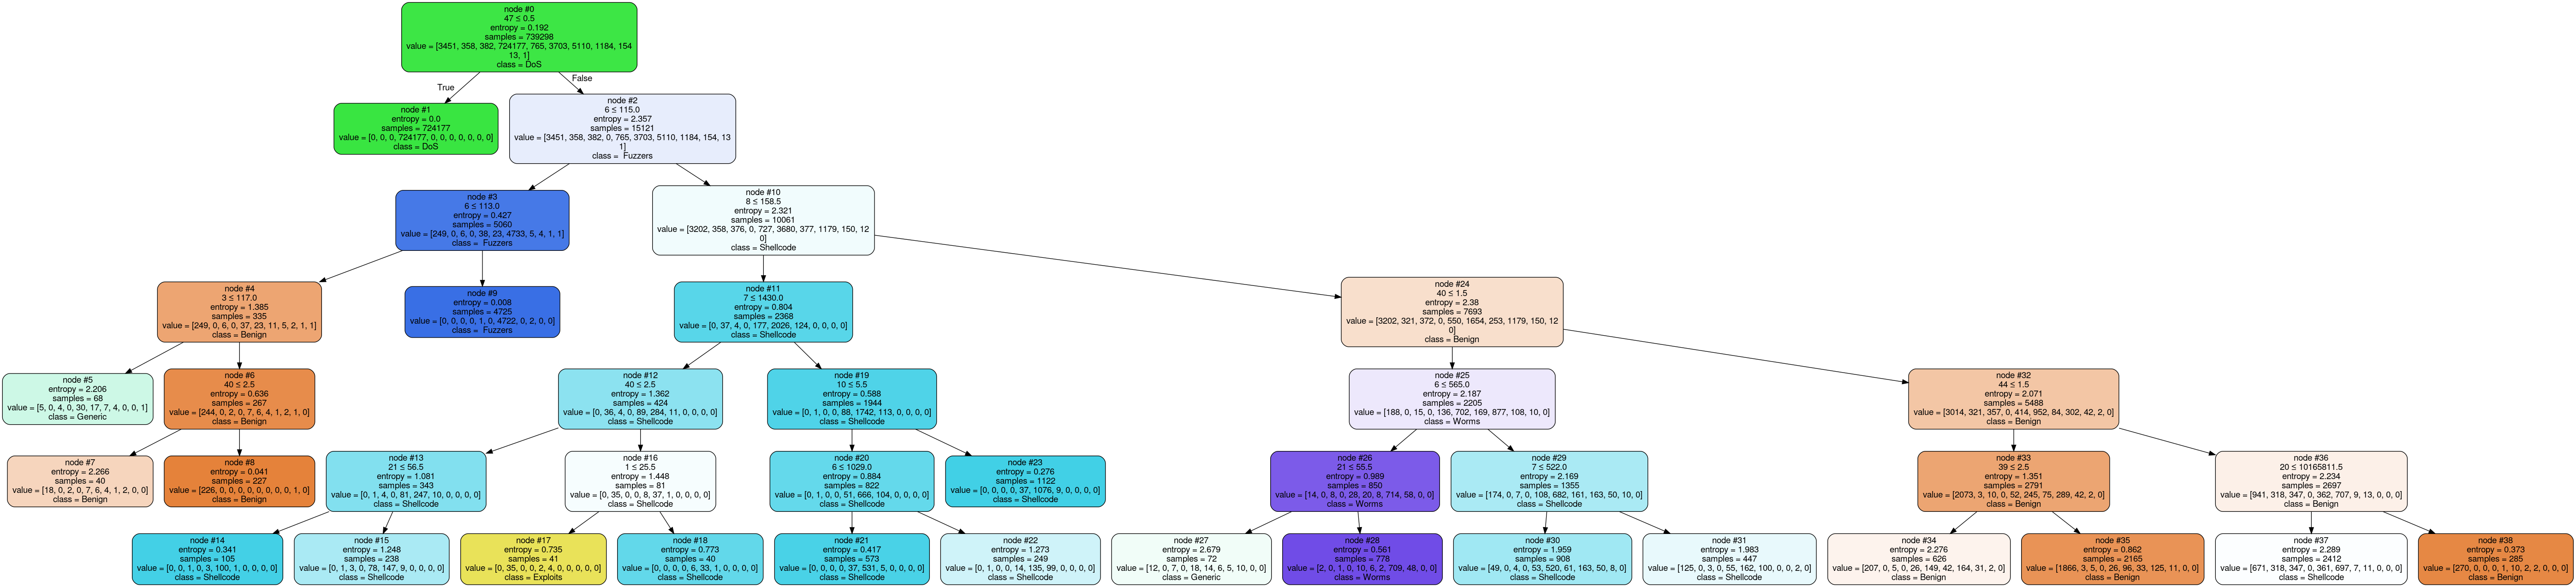 node #0
47 ≤ 0.5
entropy = 0.192
samples = 739298
value = [3451, 358, 382, 724177, 765, 3703, 5110, 1184, 154
13, 1]
class = DoS
True
False
node #1
entropy = 0.0
samples = 724177
value = [0, 0, 0, 724177, 0, 0, 0, 0, 0, 0, 0]
class = DoS
node #2
6 ≤ 115.0
entropy = 2.357
samples = 15121
value = [3451, 358, 382, 0, 765, 3703, 5110, 1184, 154, 13
1]
class =  Fuzzers
node #3
6 ≤ 113.0
entropy = 0.427
samples = 5060
value = [249, 0, 6, 0, 38, 23, 4733, 5, 4, 1, 1]
class =  Fuzzers
node #10
8 ≤ 158.5
entropy = 2.321
samples = 10061
value = [3202, 358, 376, 0, 727, 3680, 377, 1179, 150, 12
0]
class = Shellcode
node #4
3 ≤ 117.0
entropy = 1.385
samples = 335
value = [249, 0, 6, 0, 37, 23, 11, 5, 2, 1, 1]
class = Benign
node #9
entropy = 0.008
samples = 4725
value = [0, 0, 0, 0, 1, 0, 4722, 0, 2, 0, 0]
class =  Fuzzers
node #11
7 ≤ 1430.0
entropy = 0.804
samples = 2368
value = [0, 37, 4, 0, 177, 2026, 124, 0, 0, 0, 0]
class = Shellcode
node #24
40 ≤ 1.5
entropy = 2.38
samples = 7693
value = [3202, 321, 372, 0, 550, 1654, 253, 1179, 150, 12
0]
class = Benign
node #5
entropy = 2.206
samples = 68
value = [5, 0, 4, 0, 30, 17, 7, 4, 0, 0, 1]
class = Generic
node #6
40 ≤ 2.5
entropy = 0.636
samples = 267
value = [244, 0, 2, 0, 7, 6, 4, 1, 2, 1, 0]
class = Benign
node #12
40 ≤ 2.5
entropy = 1.362
samples = 424
value = [0, 36, 4, 0, 89, 284, 11, 0, 0, 0, 0]
class = Shellcode
node #19
10 ≤ 5.5
entropy = 0.588
samples = 1944
value = [0, 1, 0, 0, 88, 1742, 113, 0, 0, 0, 0]
class = Shellcode
node #25
6 ≤ 565.0
entropy = 2.187
samples = 2205
value = [188, 0, 15, 0, 136, 702, 169, 877, 108, 10, 0]
class = Worms
node #32
44 ≤ 1.5
entropy = 2.071
samples = 5488
value = [3014, 321, 357, 0, 414, 952, 84, 302, 42, 2, 0]
class = Benign
node #7
entropy = 2.266
samples = 40
value = [18, 0, 2, 0, 7, 6, 4, 1, 2, 0, 0]
class = Benign
node #8
entropy = 0.041
samples = 227
value = [226, 0, 0, 0, 0, 0, 0, 0, 0, 1, 0]
class = Benign
node #13
21 ≤ 56.5
entropy = 1.081
samples = 343
value = [0, 1, 4, 0, 81, 247, 10, 0, 0, 0, 0]
class = Shellcode
node #16
1 ≤ 25.5
entropy = 1.448
samples = 81
value = [0, 35, 0, 0, 8, 37, 1, 0, 0, 0, 0]
class = Shellcode
node #20
6 ≤ 1029.0
entropy = 0.884
samples = 822
value = [0, 1, 0, 0, 51, 666, 104, 0, 0, 0, 0]
class = Shellcode
node #23
entropy = 0.276
samples = 1122
value = [0, 0, 0, 0, 37, 1076, 9, 0, 0, 0, 0]
class = Shellcode
node #26
21 ≤ 55.5
entropy = 0.989
samples = 850
value = [14, 0, 8, 0, 28, 20, 8, 714, 58, 0, 0]
class = Worms
node #29
7 ≤ 522.0
entropy = 2.169
samples = 1355
value = [174, 0, 7, 0, 108, 682, 161, 163, 50, 10, 0]
class = Shellcode
node #33
39 ≤ 2.5
entropy = 1.351
samples = 2791
value = [2073, 3, 10, 0, 52, 245, 75, 289, 42, 2, 0]
class = Benign
node #36
20 ≤ 10165811.5
entropy = 2.234
samples = 2697
value = [941, 318, 347, 0, 362, 707, 9, 13, 0, 0, 0]
class = Benign
node #14
entropy = 0.341
samples = 105
value = [0, 0, 1, 0, 3, 100, 1, 0, 0, 0, 0]
class = Shellcode
node #15
entropy = 1.248
samples = 238
value = [0, 1, 3, 0, 78, 147, 9, 0, 0, 0, 0]
class = Shellcode
node #17
entropy = 0.735
samples = 41
value = [0, 35, 0, 0, 2, 4, 0, 0, 0, 0, 0]
class = Exploits
node #18
entropy = 0.773
samples = 40
value = [0, 0, 0, 0, 6, 33, 1, 0, 0, 0, 0]
class = Shellcode
node #21
entropy = 0.417
samples = 573
value = [0, 0, 0, 0, 37, 531, 5, 0, 0, 0, 0]
class = Shellcode
node #22
entropy = 1.273
samples = 249
value = [0, 1, 0, 0, 14, 135, 99, 0, 0, 0, 0]
class = Shellcode
node #27
entropy = 2.679
samples = 72
value = [12, 0, 7, 0, 18, 14, 6, 5, 10, 0, 0]
class = Generic
node #28
entropy = 0.561
samples = 778
value = [2, 0, 1, 0, 10, 6, 2, 709, 48, 0, 0]
class = Worms
node #30
entropy = 1.959
samples = 908
value = [49, 0, 4, 0, 53, 520, 61, 163, 50, 8, 0]
class = Shellcode
node #31
entropy = 1.983
samples = 447
value = [125, 0, 3, 0, 55, 162, 100, 0, 0, 2, 0]
class = Shellcode
node #34
entropy = 2.276
samples = 626
value = [207, 0, 5, 0, 26, 149, 42, 164, 31, 2, 0]
class = Benign
node #35
entropy = 0.862
samples = 2165
value = [1866, 3, 5, 0, 26, 96, 33, 125, 11, 0, 0]
class = Benign
node #37
entropy = 2.289
samples = 2412
value = [671, 318, 347, 0, 361, 697, 7, 11, 0, 0, 0]
class = Shellcode
node #38
entropy = 0.373
samples = 285
value = [270, 0, 0, 0, 1, 10, 2, 2, 0, 0, 0]
class = Benign